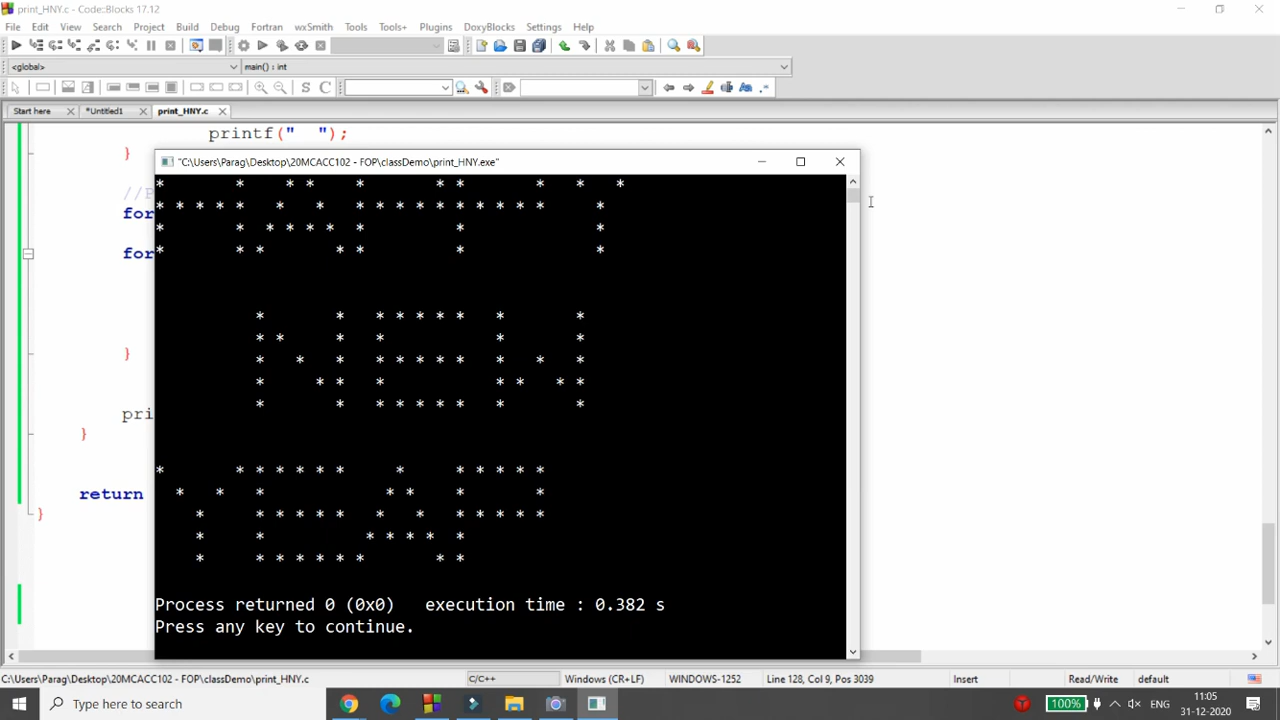 print_HNY.c - Code::Blocks 17.12
File Edit View Search Project Build Debug Fortran wxSmith Tools Tools+ Plugins DoxyBlocks Settings Help
<global> main() : int
S C
Start here *Untitled1 print_HNY.c
printf("  ");
}
//P
for
for
}
pri
}
return
}
"C:\Users\Parag\Desktop\20MCACC102 - FOP\classDemo\print_HNY.exe"
*       *    * *    *       * *       *   *   *
* * * * *   *   *   * * * * * * * * * *     *
*       *  * * * *  *         *             *
*       * *       * *         *             *
          *       *   * * * * *   *       *
          * *     *   *           *       *
          *   *   *   * * * * *   *   *   *
          *     * *   *           * *   * *
          *       *   * * * * *   *       *
*       * * * * * *     *     * * * * *
  *   *   *            * *    *       *
    *     * * * * *   *   *   * * * * *
    *     *          * * * *  *
    *     * * * * * *       * *
Process returned 0 (0x0)   execution time : 0.382 s
Press any key to continue.
C:\Users\Parag\Desktop\20MCACC102 - FOP\classDemo\print_HNY.c C/C++ Windows (CR+LF) WINDOWS-1252 Line 128, Col 9, Pos 3039 Insert Read/Write default
Type here to search 100% ENG 11:05
31-12-2020